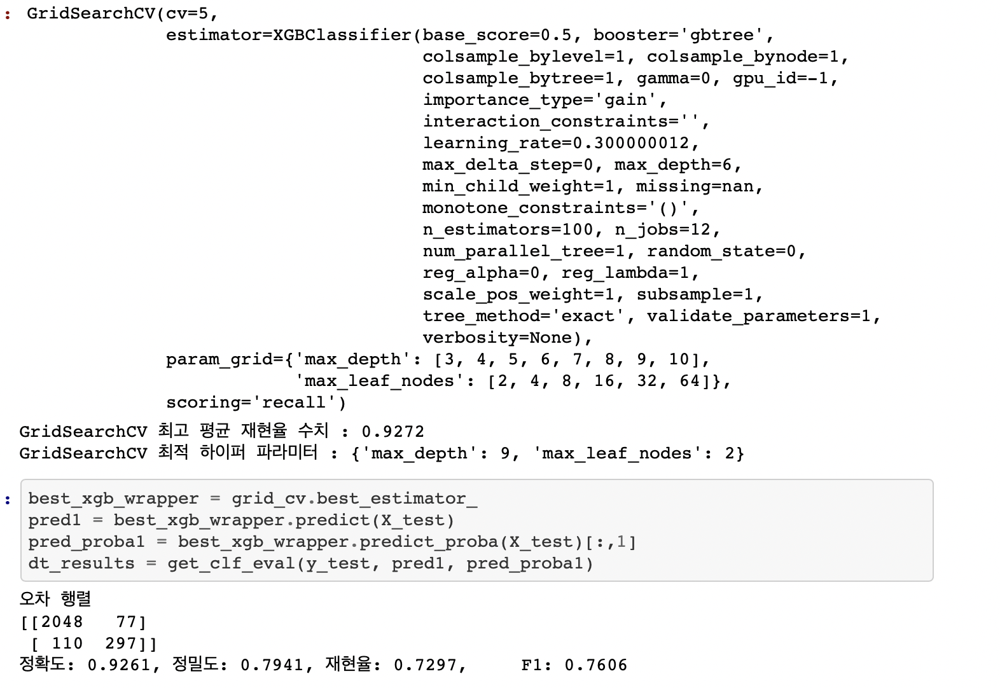 : GridSearchCV(cv=5,
estimator=XGBClassifier(base_score=0.5, booster='gbtree',
colsample_bylevel=1, colsample_bynode=1,
colsample_bytree=1, gamma=0, gpu_id=-1,
importance_type='gain',
interaction_constraints='',
learning_rate=0.300000012,
max_delta_step=0, max_depth=6,
min_child_weight=1, missing=nan,
monotone_constraints='()',
n_estimators=100, n_jobs=12,
num_parallel_tree=1, random_state=0,
reg_alpha=0, reg_lambda=1,
scale_pos_weight=1, subsample=1,
tree_method='exact', validate_parameters=1,
verbosity=None),
param_grid={'max_depth': [3, 4, 5, 6, 7, 8, 9, 10],
'max_leaf_nodes': [2, 4, 8, 16, 32, 64]},
scoring='recall')
GridSearchCV 최고 평균 재현율 수치 : 0.9272
GridSearchCV 최적 하이퍼 파라미터 : {'max_depth': 9, 'max_leaf_nodes': 2}
: best_xgb_wrapper = grid_cv.best_estimator_
pred1 = best_xgb_wrapper.predict(X_test)
pred_proba1 = best_xgb_wrapper.predict_proba(X_test)[:,1]
dt_results = get_clf_eval(y_test, pred1, pred_proba1)
오차 행렬
[[2048   77]
[ 110  297]]
정확도: 0.9261, 정밀도: 0.7941, 재현율: 0.7297,     F1: 0.7606